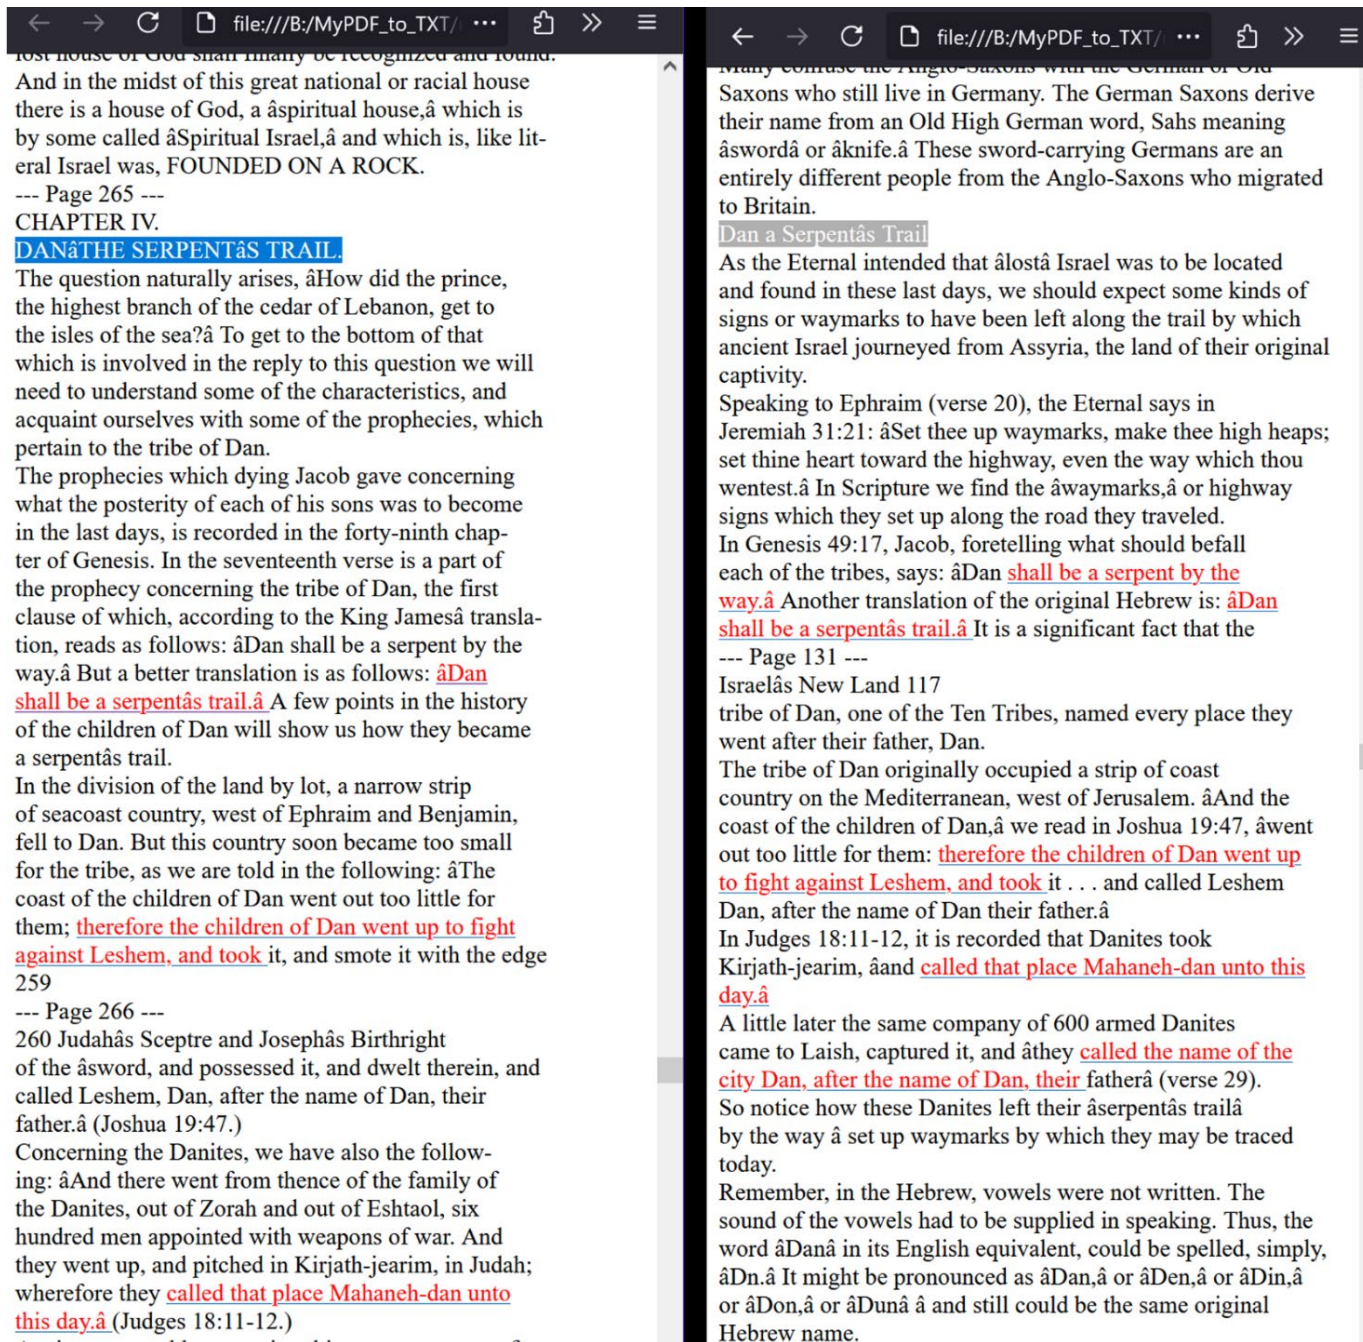 file:///B:/MyPDF_to_TXT/
lost house of God shall finally be recognized and found.
And in the midst of this great national or racial house
there is a house of God, a âspiritual house,â which is
by some called âSpiritual Israel,â and which is, like lit-
eral Israel was, FOUNDED ON A ROCK.
--- Page 265 ---
CHAPTER IV.
DANâTHE SERPENTâS TRAIL.
The question naturally arises, âHow did the prince,
the highest branch of the cedar of Lebanon, get to
the isles of the sea?â To get to the bottom of that
which is involved in the reply to this question we will
need to understand some of the characteristics, and
acquaint ourselves with some of the prophecies, which
pertain to the tribe of Dan.
The prophecies which dying Jacob gave concerning
what the posterity of each of his sons was to become
in the last days, is recorded in the forty-ninth chap-
ter of Genesis. In the seventeenth verse is a part of
the prophecy concerning the tribe of Dan, the first
clause of which, according to the King Jamesâ transla-
tion, reads as follows: âDan shall be a serpent by the
way.â But a better translation is as follows: âDan
shall be a serpentâs trail.â A few points in the history
of the children of Dan will show us how they became
a serpentâs trail.
In the division of the land by lot, a narrow strip
of seacoast country, west of Ephraim and Benjamin,
fell to Dan. But this country soon became too small
for the tribe, as we are told in the following: âThe
coast of the children of Dan went out too little for
them; therefore the children of Dan went up to fight
against Leshem, and took it, and smote it with the edge
259
--- Page 266 ---
260 Judahâs Sceptre and Josephâs Birthright
of the âsword, and possessed it, and dwelt therein, and
called Leshem, Dan, after the name of Dan, their
father.â (Joshua 19:47.)
Concerning the Danites, we have also the follow-
ing: âAnd there went from thence of the family of
the Danites, out of Zorah and out of Eshtaol, six
hundred men appointed with weapons of war. And
they went up, and pitched in Kirjath-jearim, in Judah;
wherefore they called that place Mahaneh-dan unto
this day.â (Judges 18:11-12.)
file:///B:/MyPDF_to_TXT/
Many confuse the Anglo-Saxons with the German or Old
Saxons who still live in Germany. The German Saxons derive
their name from an Old High German word, Sahs meaning
âswordâ or âknife.â These sword-carrying Germans are an
entirely different people from the Anglo-Saxons who migrated
to Britain.
Dan a Serpentâs Trail
As the Eternal intended that âlostâ Israel was to be located
and found in these last days, we should expect some kinds of
signs or waymarks to have been left along the trail by which
ancient Israel journeyed from Assyria, the land of their original
captivity.
Speaking to Ephraim (verse 20), the Eternal says in
Jeremiah 31:21: âSet thee up waymarks, make thee high heaps;
set thine heart toward the highway, even the way which thou
wentest.â In Scripture we find the âwaymarks,â or highway
signs which they set up along the road they traveled.
In Genesis 49:17, Jacob, foretelling what should befall
each of the tribes, says: âDan shall be a serpent by the
way.â Another translation of the original Hebrew is: âDan
shall be a serpentâs trail.â It is a significant fact that the
--- Page 131 ---
Israelâs New Land 117
tribe of Dan, one of the Ten Tribes, named every place they
went after their father, Dan.
The tribe of Dan originally occupied a strip of coast
country on the Mediterranean, west of Jerusalem. âAnd the
coast of the children of Dan,â we read in Joshua 19:47, âwent
out too little for them: therefore the children of Dan went up
to fight against Leshem, and took it . . . and called Leshem
Dan, after the name of Dan their father.â
In Judges 18:11-12, it is recorded that Danites took
Kirjath-jearim, âand called that place Mahaneh-dan unto this
day.â
A little later the same company of 600 armed Danites
came to Laish, captured it, and âthey called the name of the
city Dan, after the name of Dan, their fatherâ (verse 29).
So notice how these Danites left their âserpentâs trailâ
by the way â set up waymarks by which they may be traced
today.
Remember, in the Hebrew, vowels were not written. The
sound of the vowels had to be supplied in speaking. Thus, the
word âDanâ in its English equivalent, could be spelled, simply,
âDn.â It might be pronounced as âDan,â or âDen,â or âDin,â
or âDon,â or âDunâ â and still could be the same original
Hebrew name.